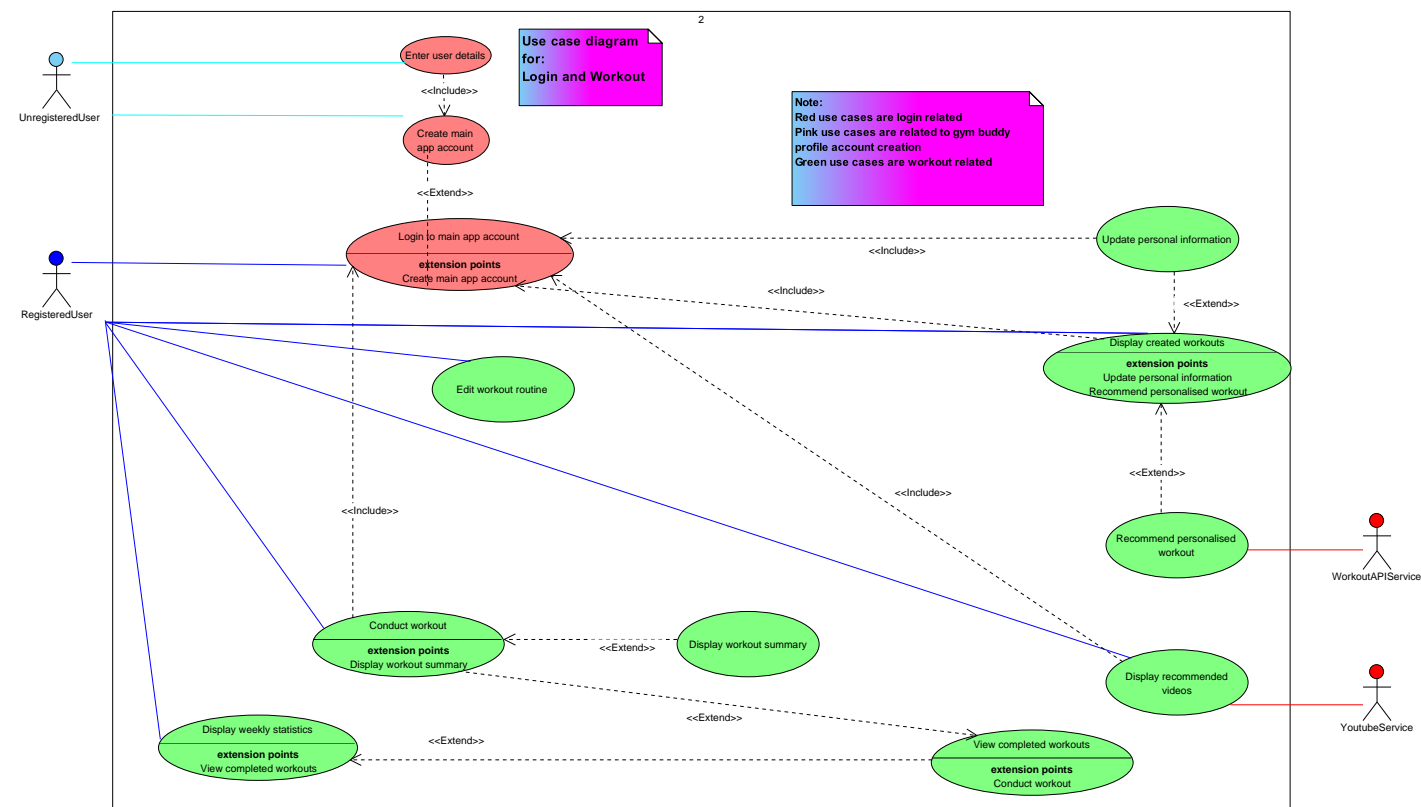 2
Use case diagram
for:
Login and Workout
Enter user details
<<Include>>
UnregisteredUser
Note:
Red use cases are login related
Pink use cases are related to gym buddy
profile account creation
Green use cases are workout related
Create main
app account
<<Extend>>
Login to main app account
extension points
Create main app account
Update personal information
<<Include>>
<<Include>>
<<Extend>>
RegisteredUser
Display created workouts
extension points
Update personal information
Recommend personalised workout
Edit workout routine
<<Extend>>
<<Include>>
<<Include>>
Recommend personalised
workout
WorkoutAPIService
Conduct workout
extension points
Display workout summary
<<Extend>>
Display workout summary
Display recommended
videos
YoutubeService
<<Extend>>
Display weekly statistics
extension points
View completed workouts
<<Extend>>
View completed workouts
extension points
Conduct workout